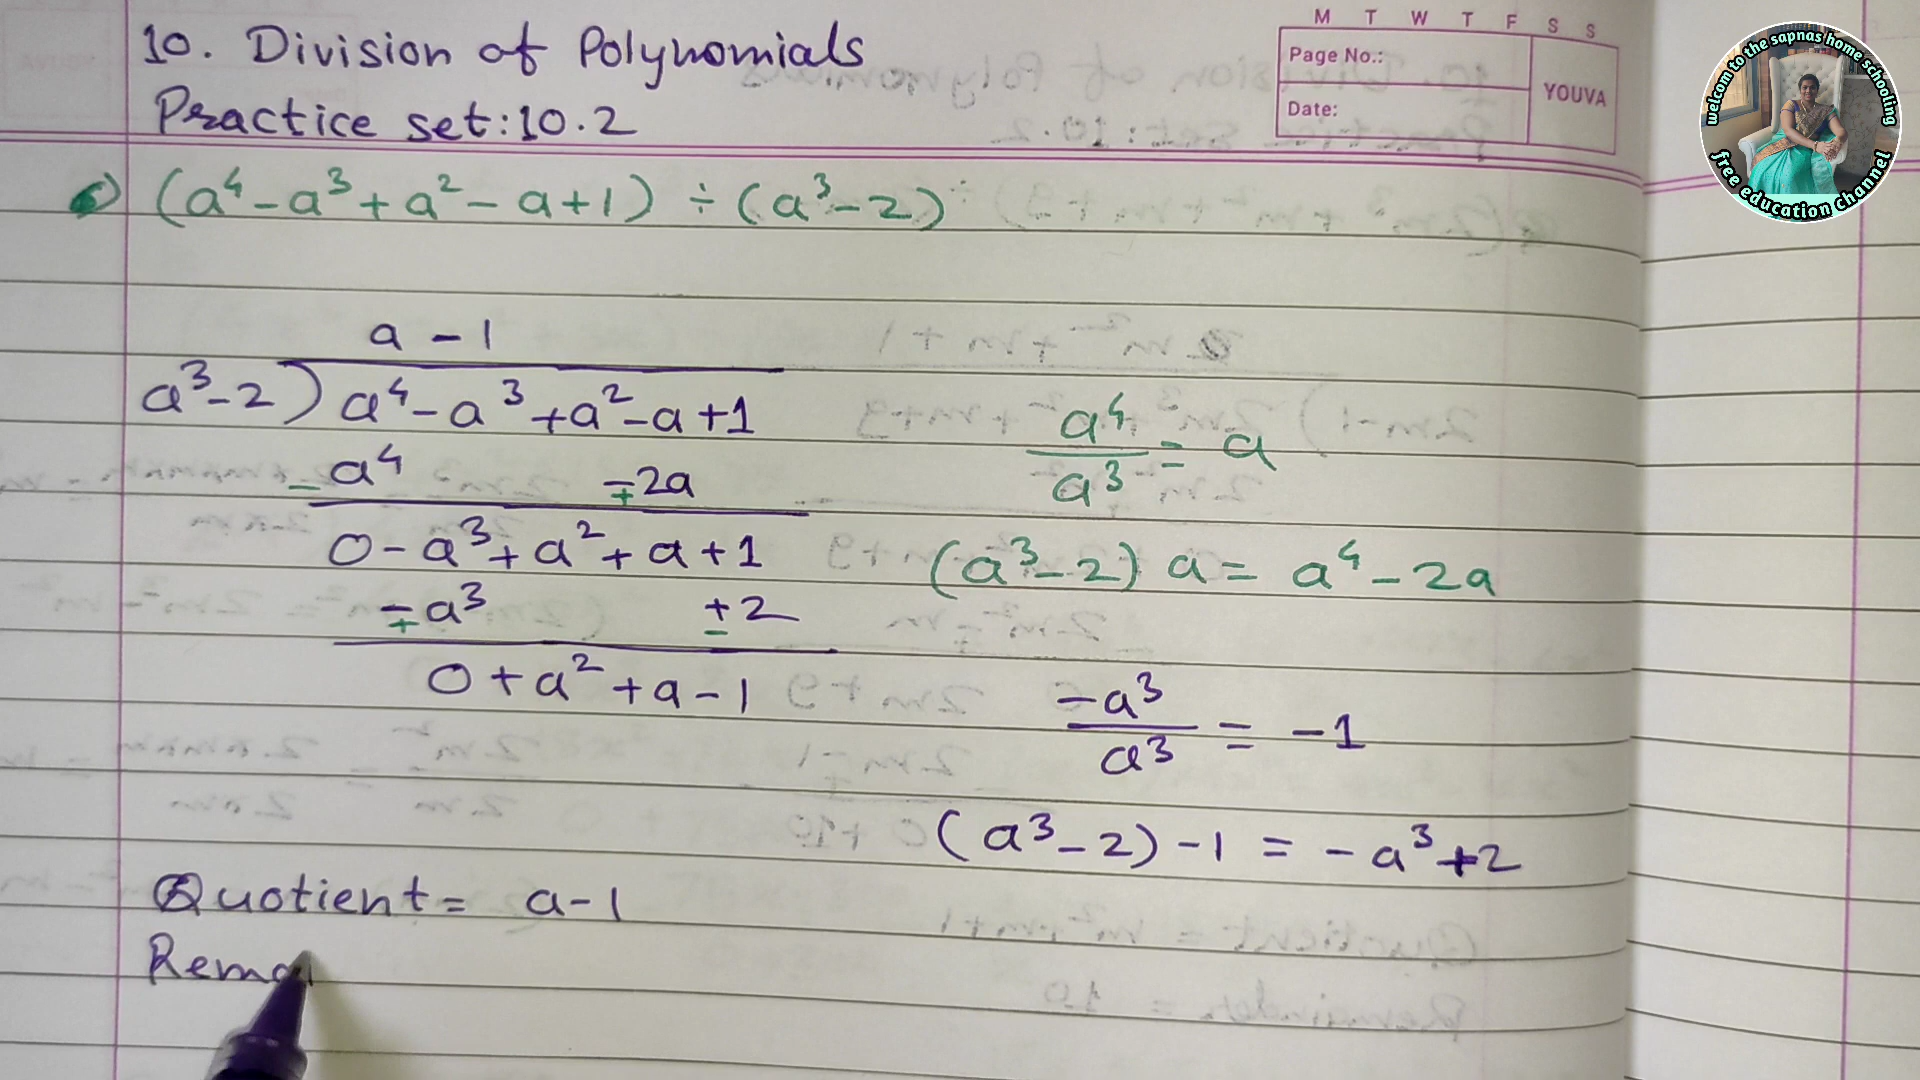 10. Division of Polynomials
Practice set:10.2
M T W T F S S
Page No.:
Date:
YOUVA
welcom to the sapnas home schooling
free education channel
(a⁴-a³+a²-a+1) ÷ (a³-2)
a - 1
a³-2) a⁴-a³+a²-a+1
a⁴ -2a
- +
0-a³+a²+a+1
-a³ +2
+ -
0+a²+a-1
Quotient = a-1
Rema
a⁴/a³ = a
(a³-2) a = a⁴-2a
-a³/a³ = -1
(a³-2)-1 = -a³+2